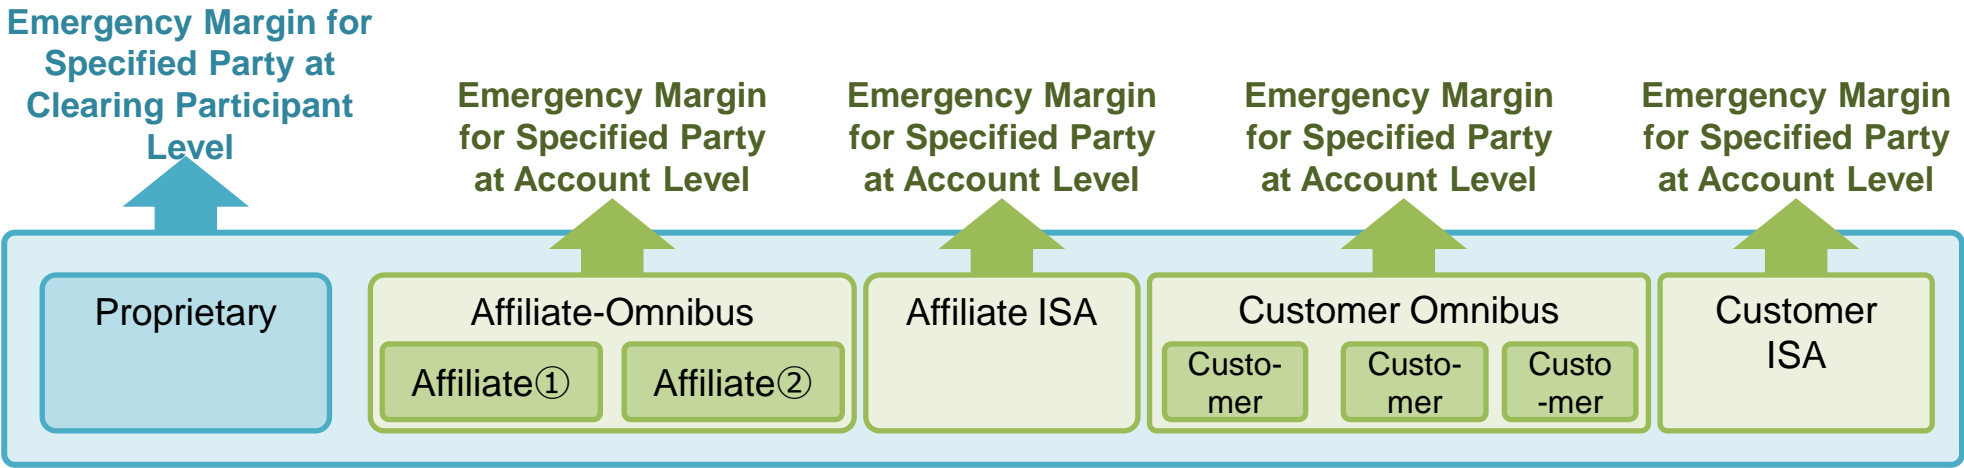 Emergency Margin for
Specified Party at
Clearing Participant
Level
Emergency Margin
for Specified Party
at Account Level
Emergency Margin
for Specified Party
at Account Level
Emergency Margin
for Specified Party
at Account Level
Emergency Margin
for Specified Party
at Account Level
Proprietary
Affiliate-Omnibus
Affiliate①
Affiliate②
Affiliate ISA
Customer Omnibus
Custo-
mer
Custo-
mer
Custo
-mer
Customer
ISA